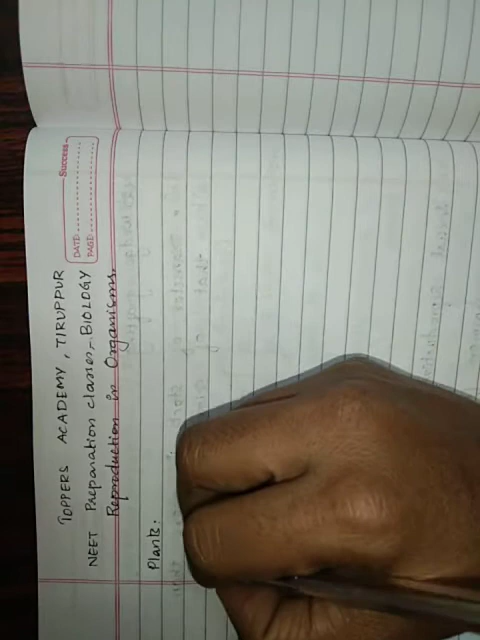 Success
DATE:
PAGE:
TOPPERS ACADEMY, TIRUPPUR
NEET Preparation classes,-BIOLOGY
Reproduction in Organisms.
Plants: